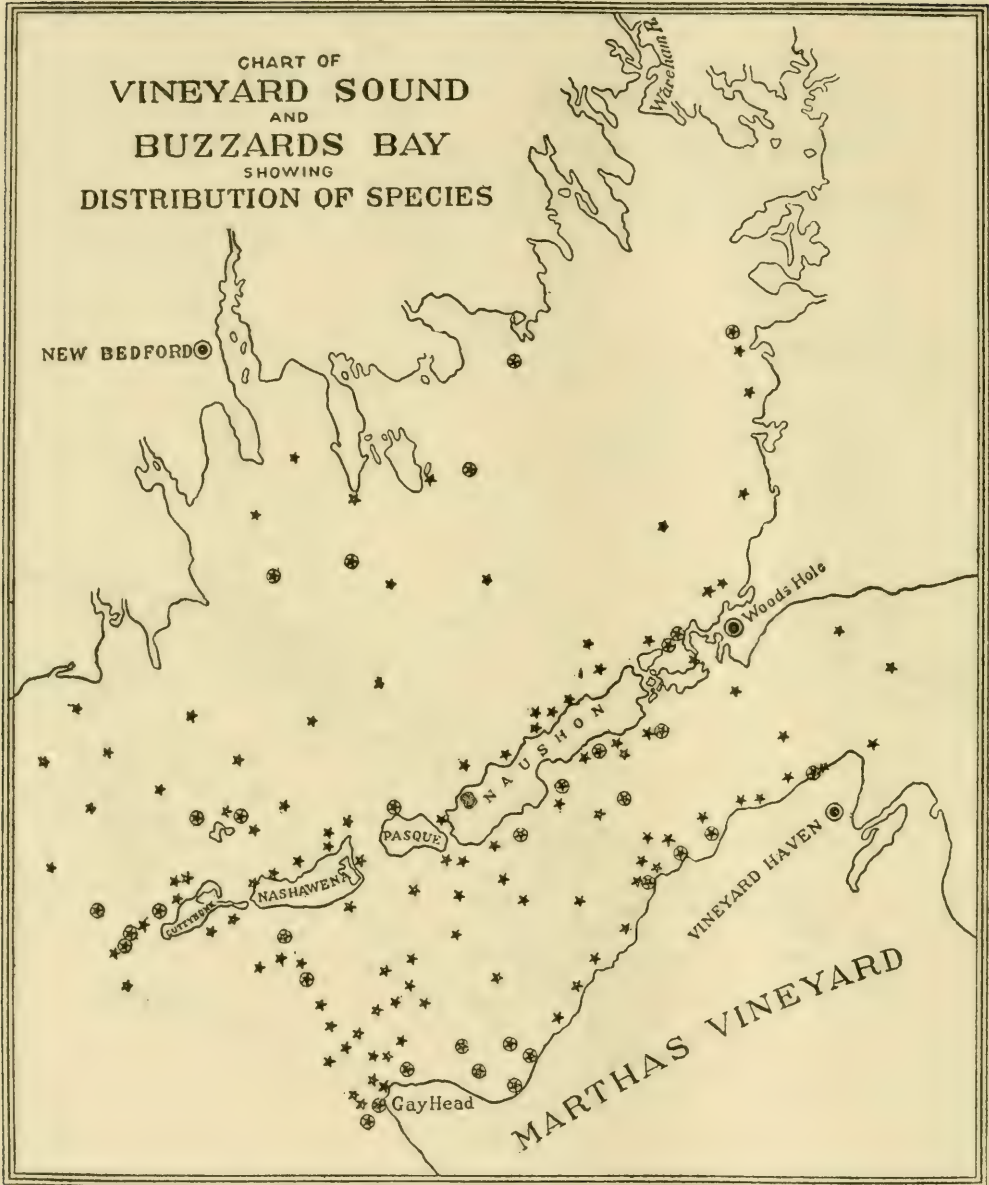 CHART OF
VINEYARD SOUND
AND
BUZZARDS BAY
SHOWING
DISTRIBUTION OF SPECIES
Wareham R.
NEW BEDFORD
Woods Hole
NAUSHON
PASQUE
NASHAWENA
CUTTYHUNK
VINEYARD HAVEN
MARTHAS VINEYARD
Gay Head